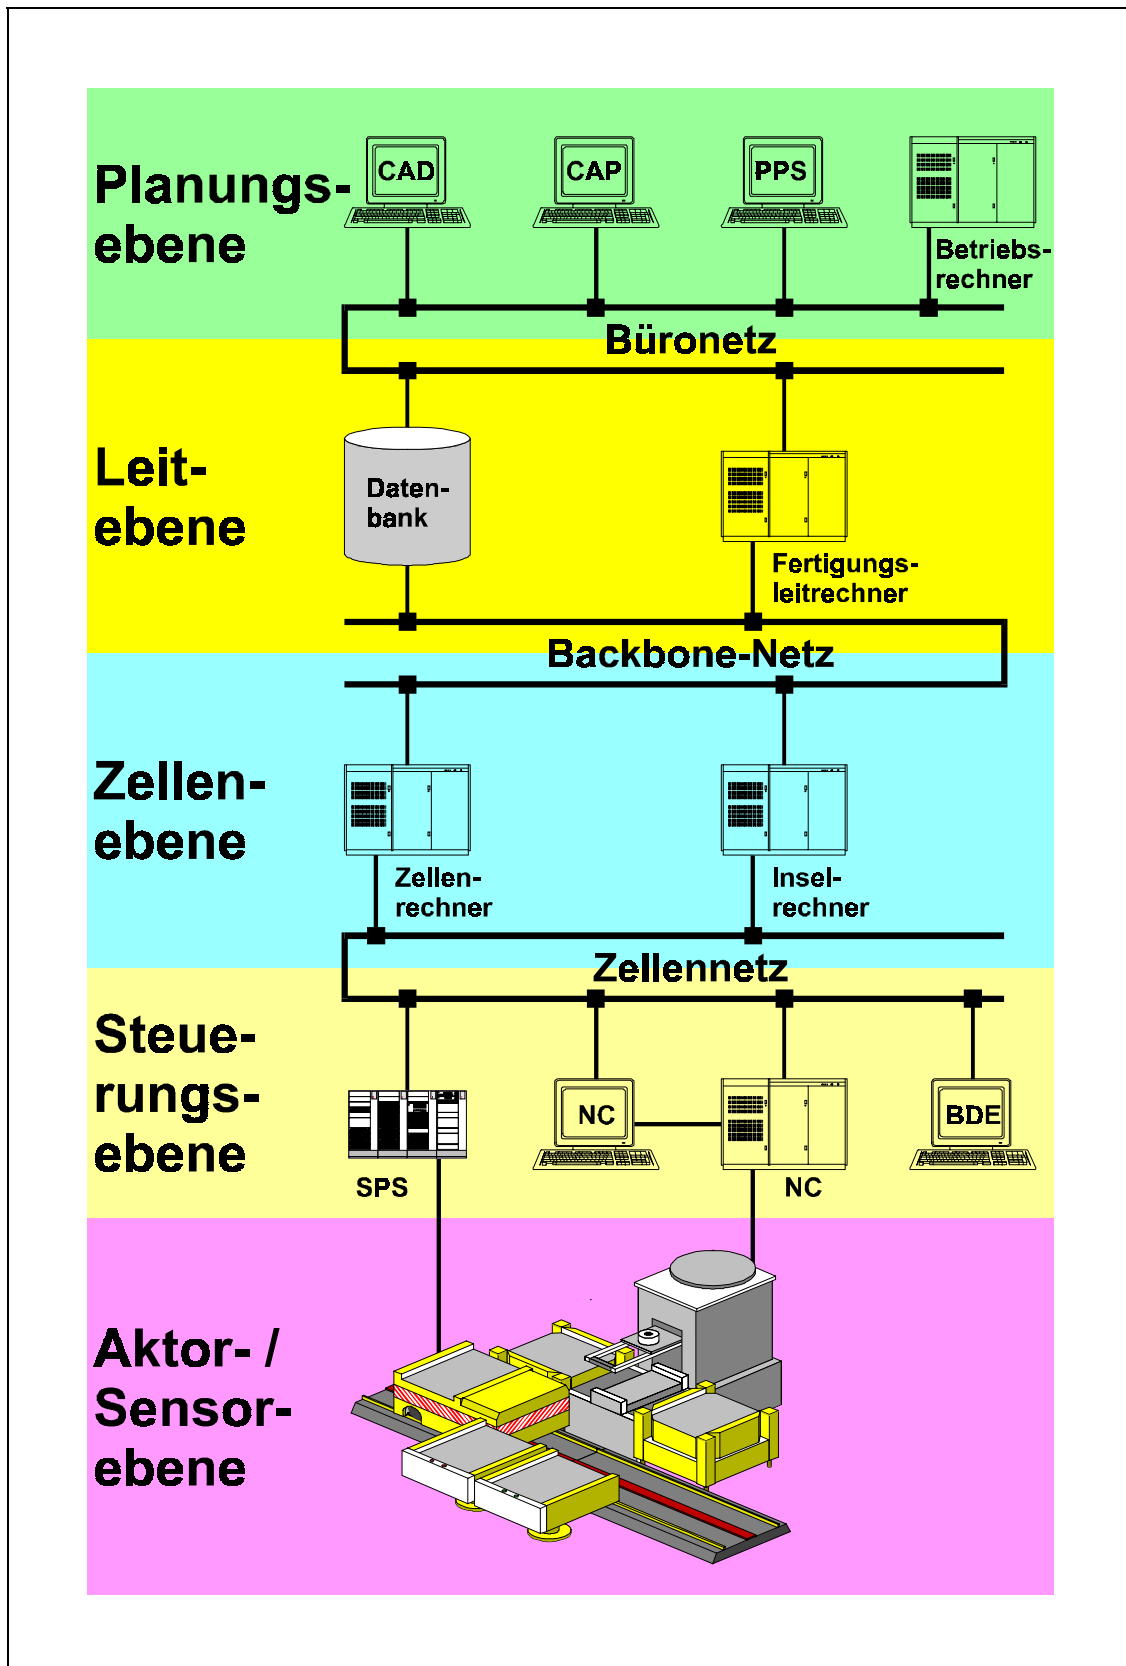 Planungs-
ebene
CAD
CAP
PPS
Betriebs-
rechner
Büronetz
Leit-
ebene
Daten-
bank
Fertigungs-
leitrechner
Backbone-Netz
Zellen-
ebene
Zellen-
rechner
Insel-
rechner
Zellennetz
Steue-
rungs-
ebene
SPS
NC
NC
BDE
Aktor- /
Sensor-
ebene